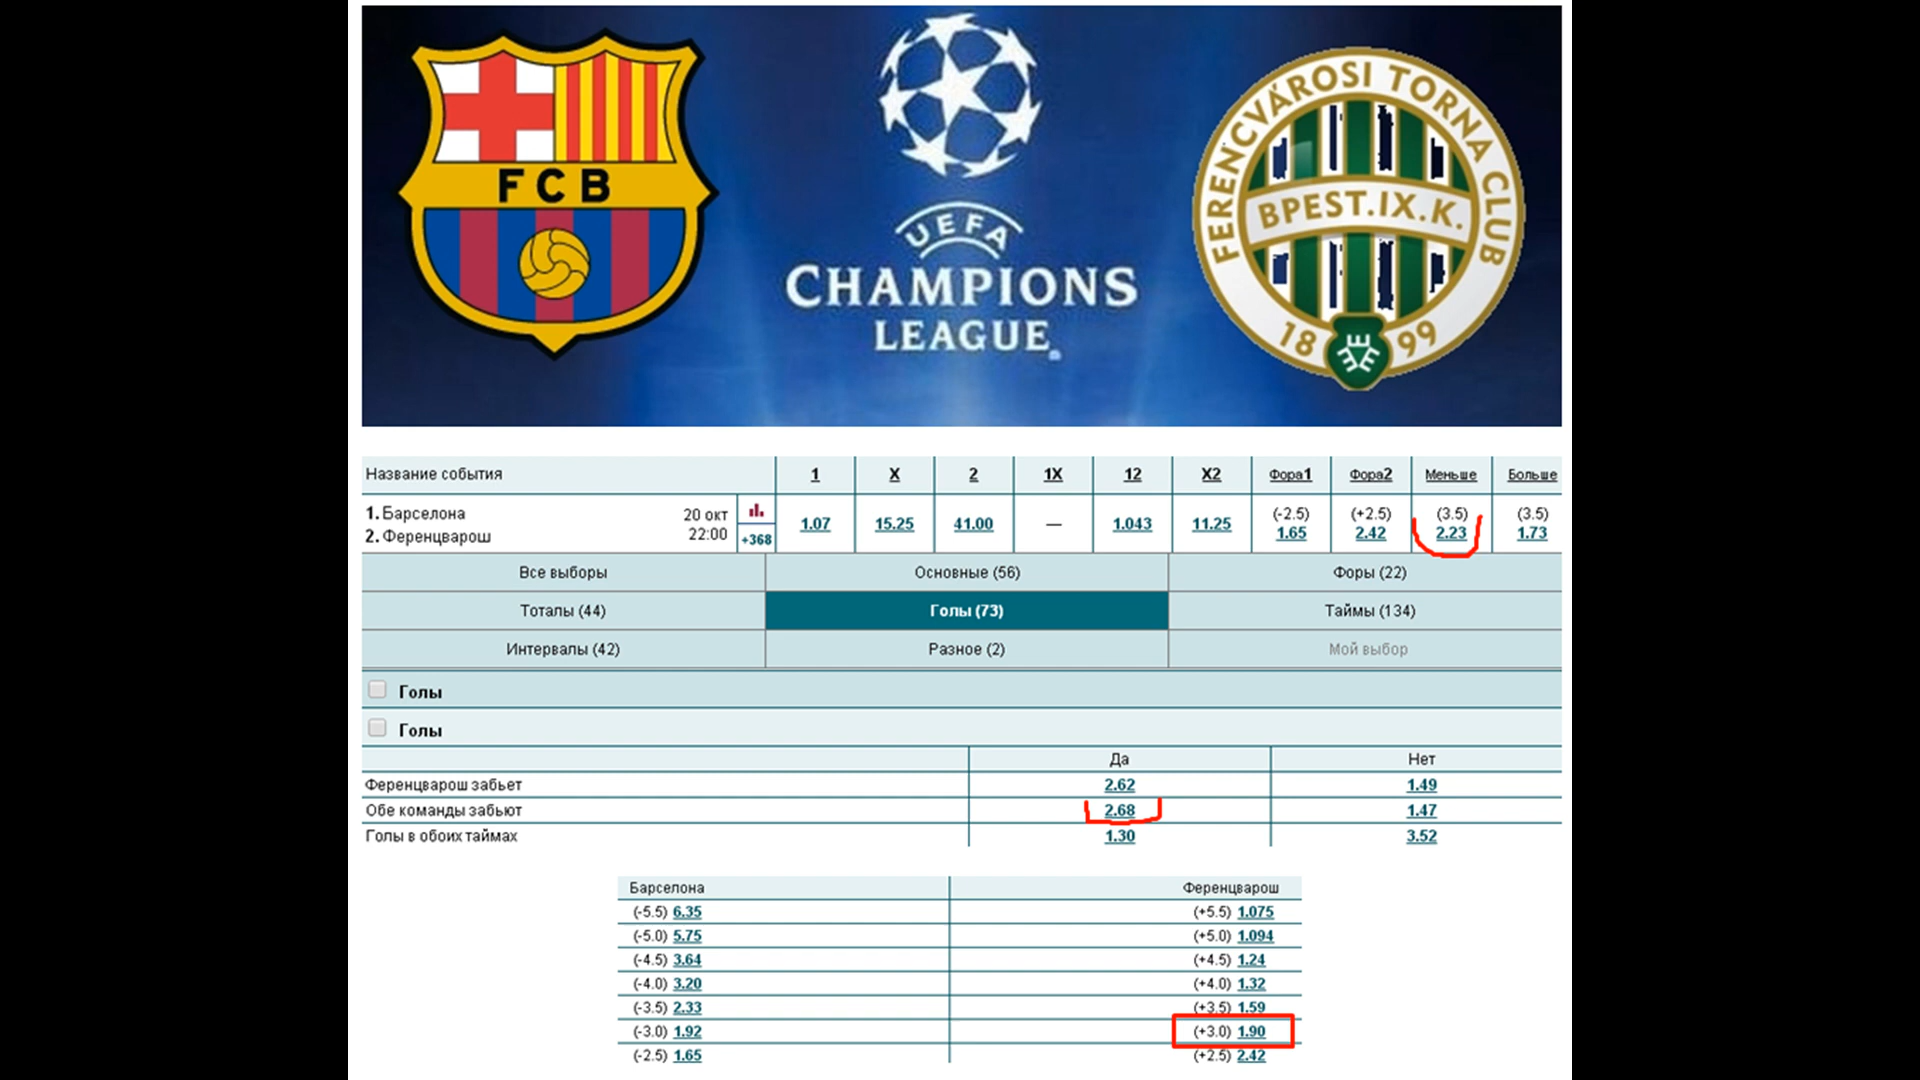 FCB
UEFA
CHAMPIONS
LEAGUE
FERENCVÁROSI TORNA CLUB
BPEST.IX.K.
18 99
Название события 1 X 2 1X 12 X2 Фора1 Фора2 Меньше Больше
1. Барселона 20 окт (-2.5) (+2.5) (3.5) (3.5)
2. Ференцварош 22:00 +368 1.07 15.25 41.00 — 1.043 11.25 1.65 2.42 2.23 1.73
Все выборы Основные (56) Форы (22)
Тоталы (44) Голы (73) Таймы (134)
Интервалы (42) Разное (2) Мой выбор
Голы
Голы
Да Нет
Ференцварош забьет 2.62 1.49
Обе команды забьют 2.68 1.47
Голы в обоих таймах 1.30 3.52
Барселона Ференцварош
(-5.5) 6.35 (+5.5) 1.075
(-5.0) 5.75 (+5.0) 1.094
(-4.5) 3.64 (+4.5) 1.24
(-4.0) 3.20 (+4.0) 1.32
(-3.5) 2.33 (+3.5) 1.59
(-3.0) 1.92 (+3.0) 1.90
(-2.5) 1.65 (+2.5) 2.42